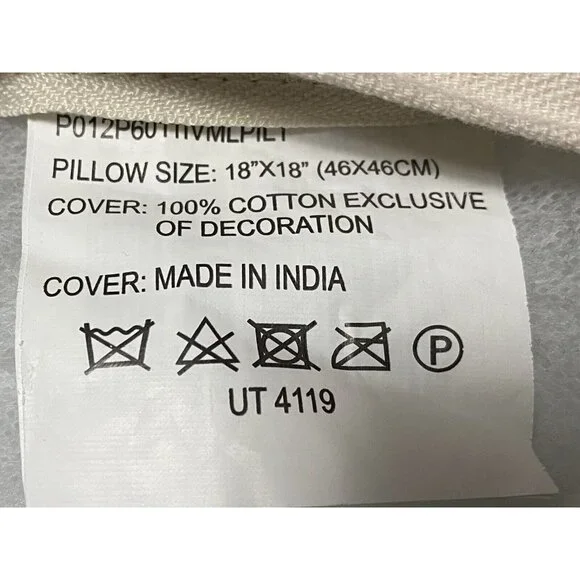 PILLOW SIZE: 18"X18" (46X46CM)
COVER: 100% COTTON EXCLUSIVE
OF DECORATION
COVER: MADE IN INDIA
P
UT 4119